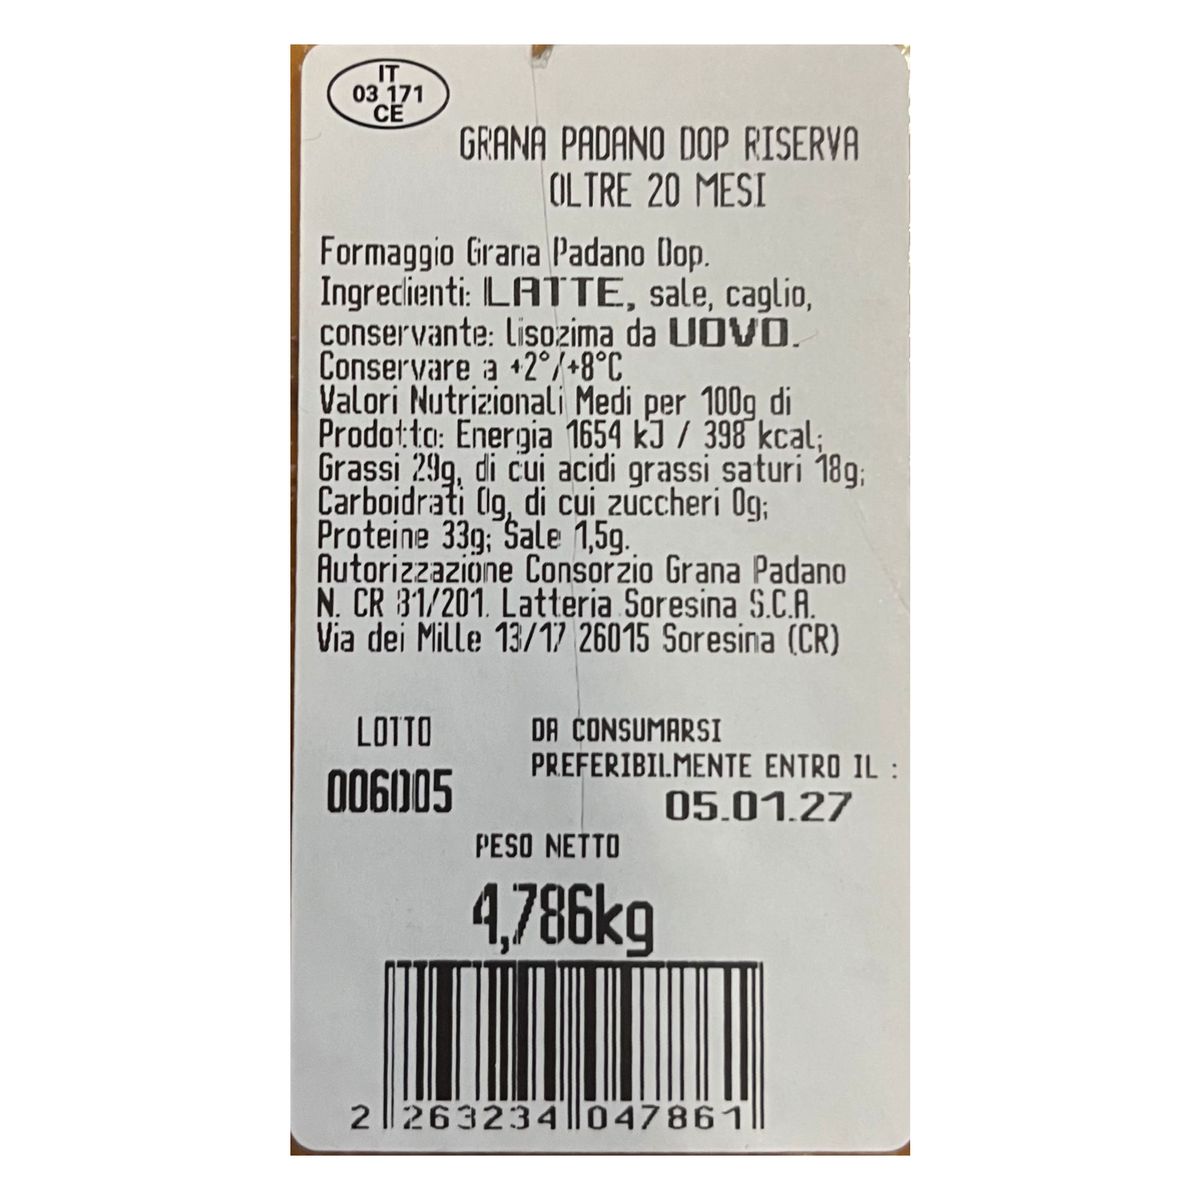 IT
03 171
CE
GRANA PADANO DOP RISERVA
OLTRE 20 MESI
Formaggio Grana Padano Dop.
Ingredienti: LATTE, sale, caglio,
conservante: lisozima da UOVO.
Conservare a +2°/+8°C
Valori Nutrizionali Medi per 100g di
Prodotto: Energia 1654 kJ / 398 kcal;
Grassi 29g, di cui acidi grassi saturi 18g;
Carboidrati 0g, di cui zuccheri 0g;
Proteine 33g; Sale 1,5g.
Autorizzazione Consorzio Grana Padano
N. CR Latteria Soresina S.C.A.
Via dei Mille 13/17 26015 Soresina (CR)
LOTTO
006005
DA CONSUMARSI
PREFERIBILMENTE ENTRO IL :
05.01.27
PESO NETTO
4,786kg
2 263234 047861